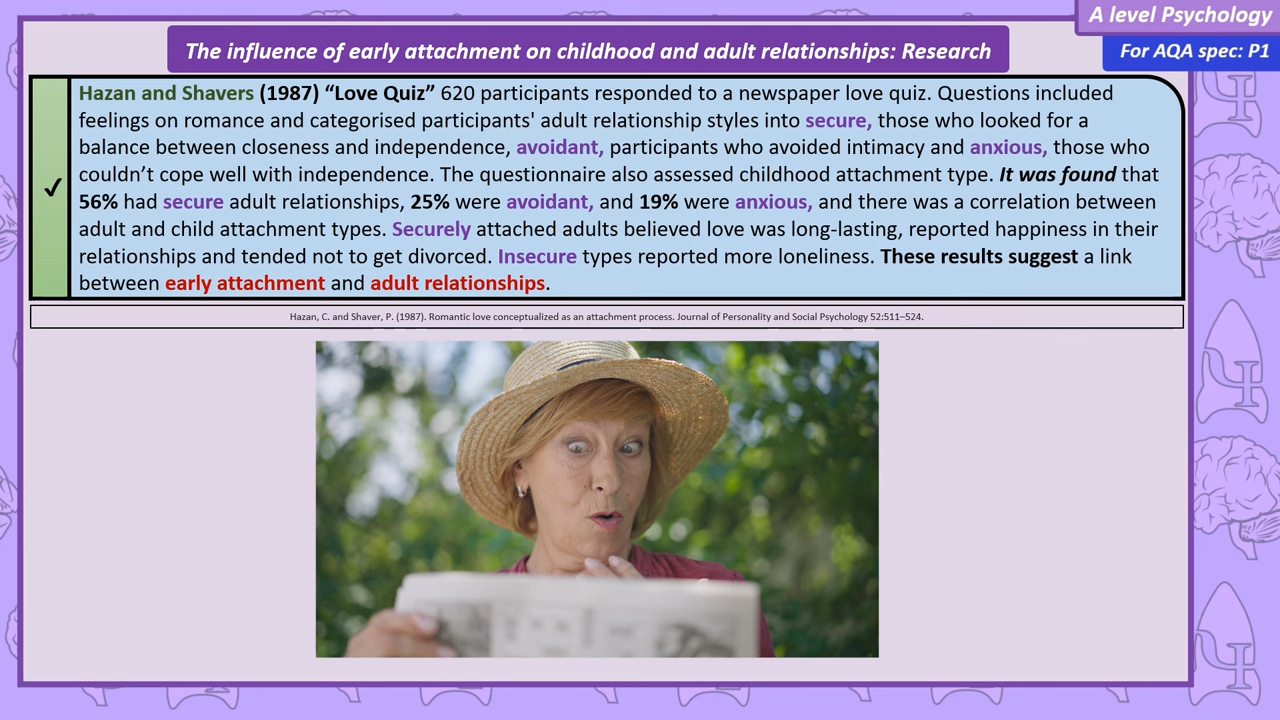 A level Psychology
The influence of early attachment on childhood and adult relationships: Research
For AQA spec: P1
Hazan and Shavers (1987) “Love Quiz” 620 participants responded to a newspaper love quiz. Questions included
feelings on romance and categorised participants' adult relationship styles into secure, those who looked for a
balance between closeness and independence, avoidant, participants who avoided intimacy and anxious, those who
couldn’t cope well with independence. The questionnaire also assessed childhood attachment type. It was found that
56% had secure adult relationships, 25% were avoidant, and 19% were anxious, and there was a correlation between
adult and child attachment types. Securely attached adults believed love was long-lasting, reported happiness in their
relationships and tended not to get divorced. Insecure types reported more loneliness. These results suggest a link
between early attachment and adult relationships.
Hazan, C. and Shaver, P. (1987). Romantic love conceptualized as an attachment process. Journal of Personality and Social Psychology 52:511–524.